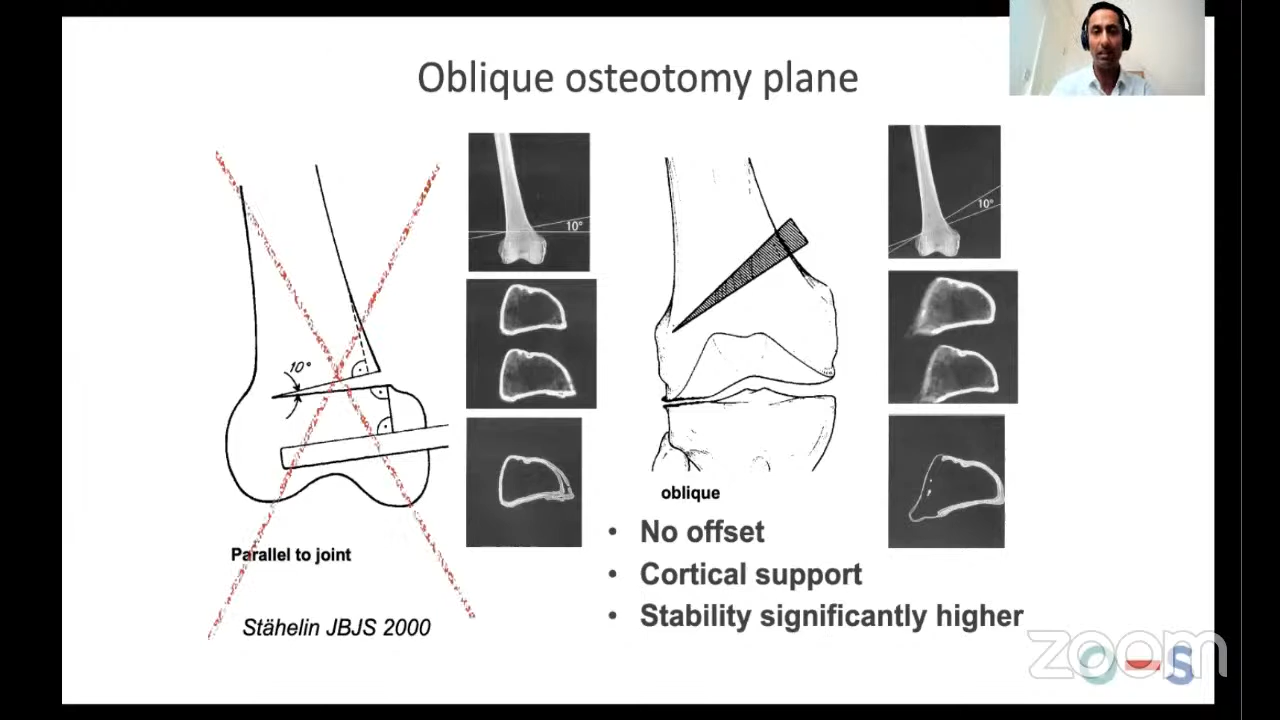 Oblique osteotomy plane
10°
10°
10°
oblique
No offset
Cortical support
Stability significantly higher
Parallel to joint
Stähelin JBJS 2000
zoom
O-S